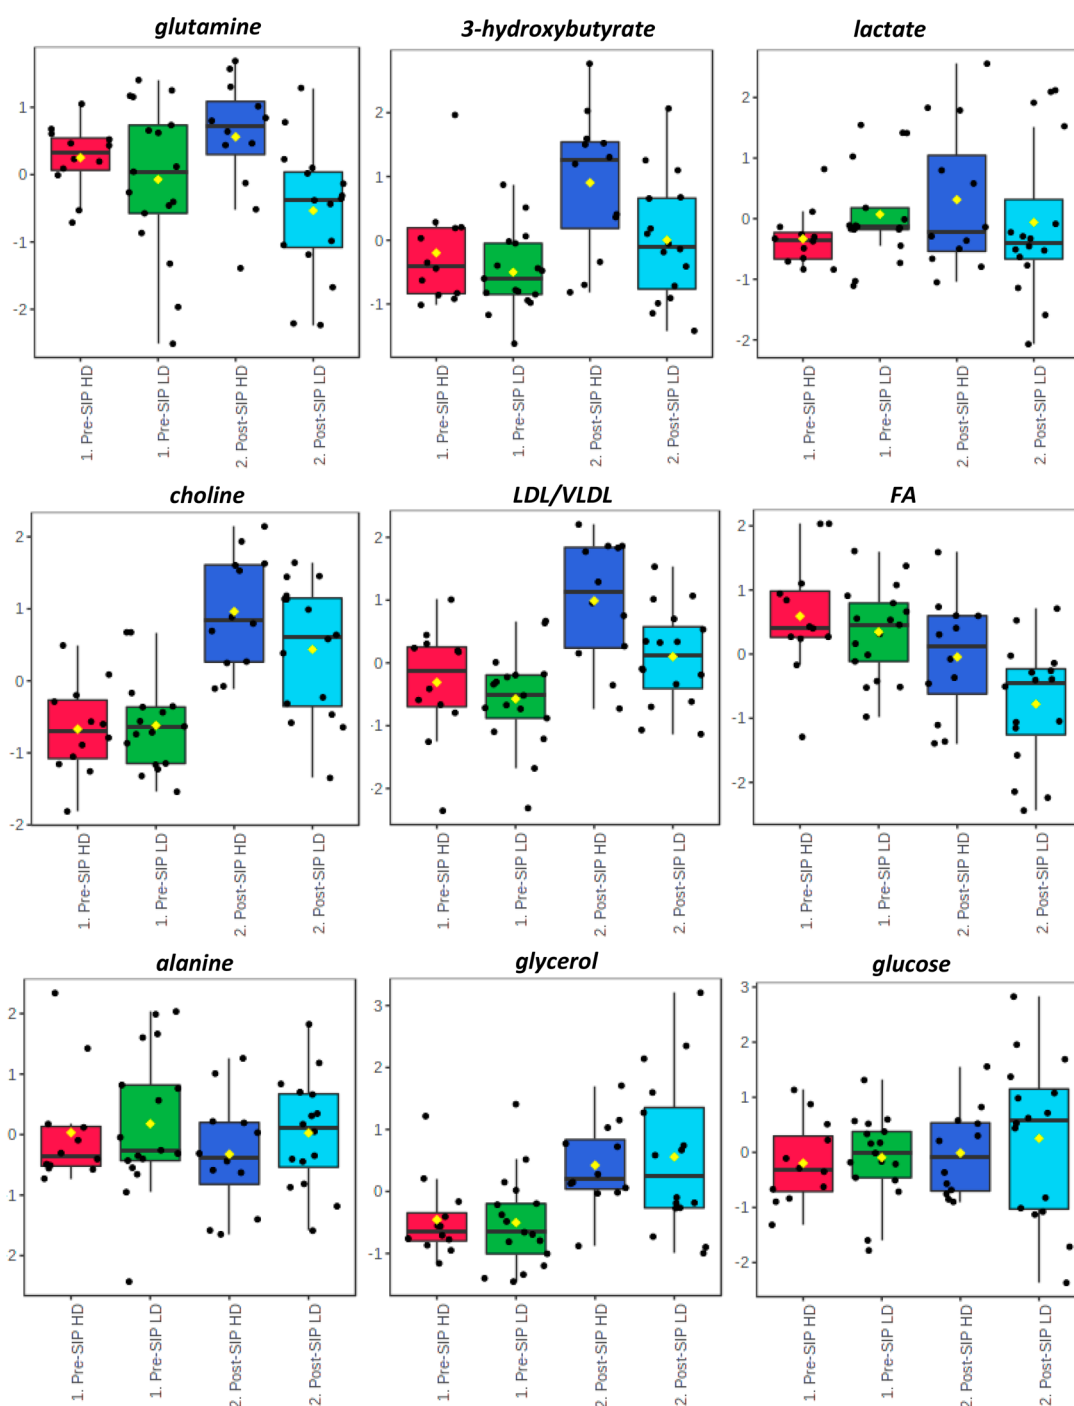 glutamine 3-hydroxybutyrate lactate
1
0
-1
-2
2
1
0
-1
2
1
0
-1
-2
1. Pre-SIP HD
1. Pre-SIP LD
2. Post-SIP HD
2. Post-SIP LD
1. Pre-SIP HD
1. Pre-SIP LD
2. Post-SIP HD
2. Post-SIP LD
1. Pre-SIP HD
1. Pre-SIP LD
2. Post-SIP HD
2. Post-SIP LD
choline LDL/VLDL FA
2
1
0
-1
-2
2
1
0
-1
-2
2
1
0
-1
-2
1. Pre-SIP HD
1. Pre-SIP LD
2. Post-SIP HD
2. Post-SIP LD
1. Pre-SIP HD
1. Pre-SIP LD
2. Post-SIP HD
2. Post-SIP LD
1. Pre-SIP HD
1. Pre-SIP LD
2. Post-SIP HD
2. Post-SIP LD
alanine glycerol glucose
2
1
0
1
2
3
2
1
0
-1
3
2
1
0
-1
-2
1. Pre-SIP HD
1. Pre-SIP LD
2. Post-SIP HD
2. Post-SIP LD
1. Pre-SIP HD
1. Pre-SIP LD
2. Post-SIP HD
2. Post-SIP LD
1. Pre-SIP HD
1. Pre-SIP LD
2. Post-SIP HD
2. Post-SIP LD